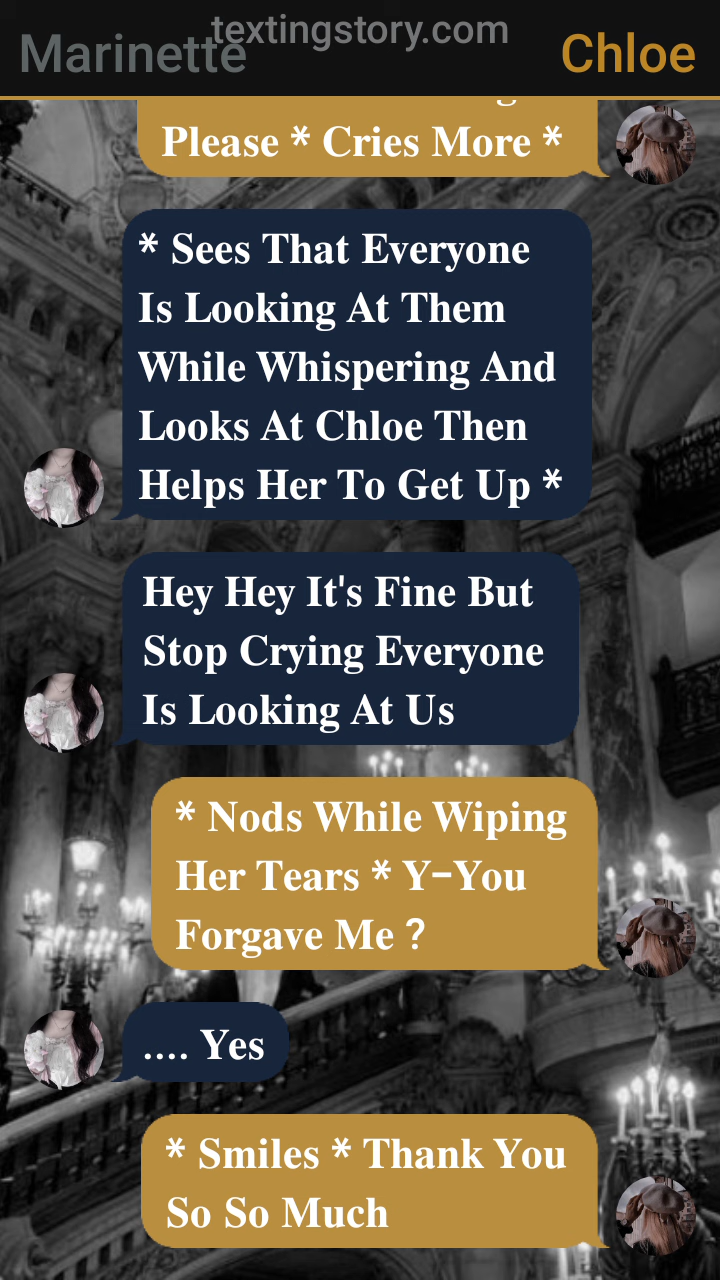 textingstory.com
Marinette
Chloe
Please * Cries More *
* Sees That Everyone
Is Looking At Them
While Whispering And
Looks At Chloe Then
Helps Her To Get Up *
Hey Hey It's Fine But
Stop Crying Everyone
Is Looking At Us
* Nods While Wiping
Her Tears * Y-You
Forgave Me ?
.... Yes
* Smiles * Thank You
So So Much